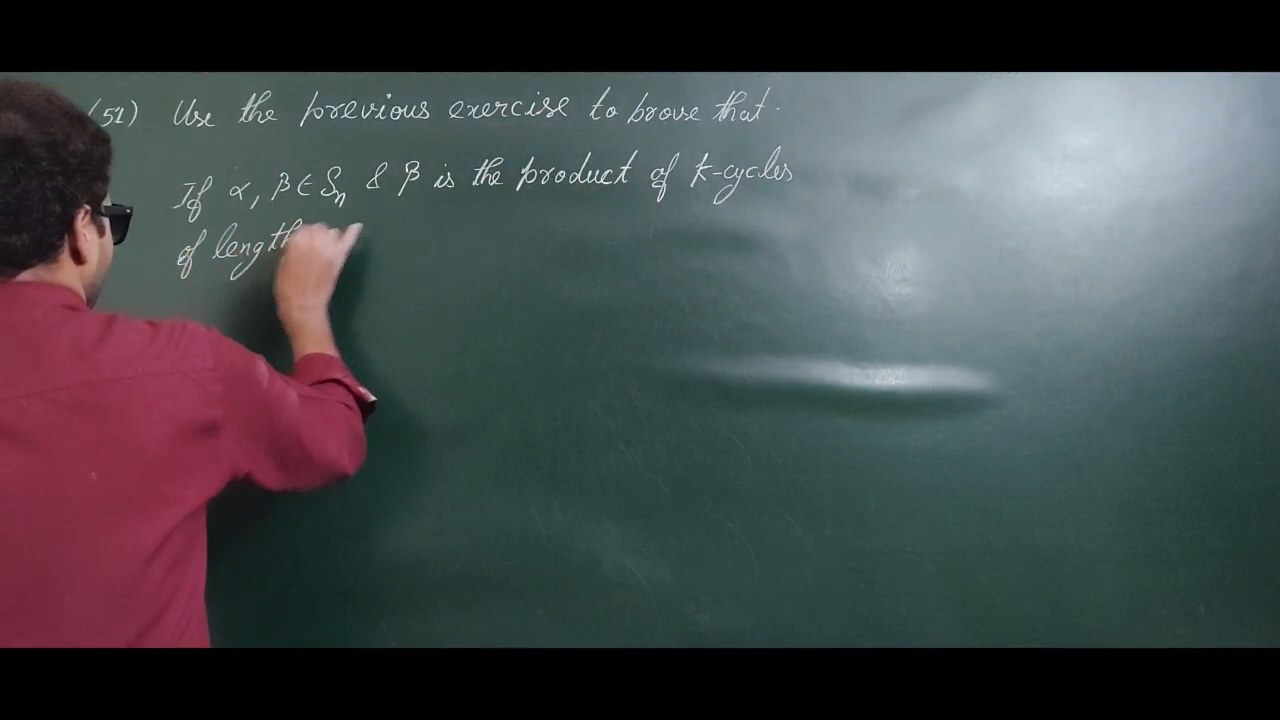 (51) Use the previous exercise to prove that.
If α, β ∈ Sn & β is the product of k-cycles
of length